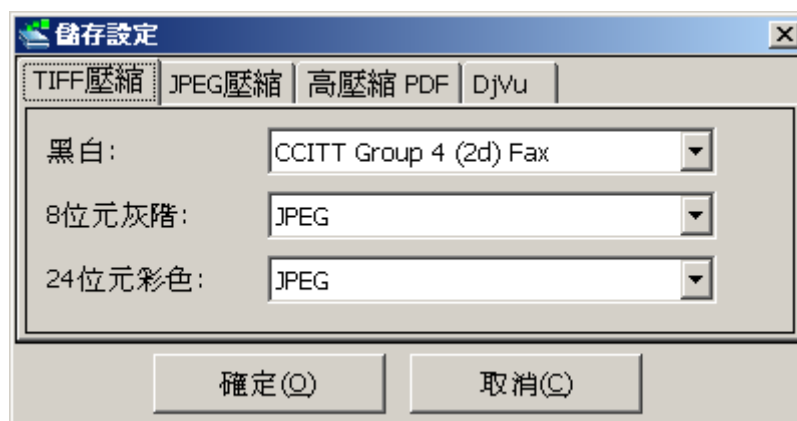 儲存設定
TIFF壓縮 JPEG壓縮 高壓縮 PDF DjVu
黑白: CCITT Group 4 (2d) Fax
8位元灰階: JPEG
24位元彩色: JPEG
確定(O) 取消(C)